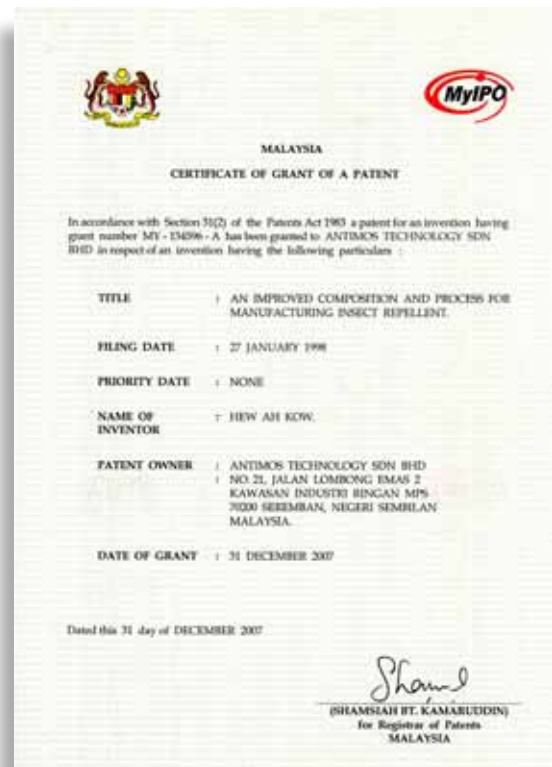 MyIPO
MALAYSIA
CERTIFICATE OF GRANT OF A PATENT
In accordance with Section 31(2) of the Patents Act 1983 a patent for an invention having
grant number MY - 134596 - A has been granted to ANTIMOS TECHNOLOGY SDN
BHD in respect of an invention having the following particulars :
TITLE : AN IMPROVED COMPOSITION AND PROCESS FOR
MANUFACTURING INSECT REPELLENT.
FILING DATE : 27 JANUARY 1998
PRIORITY DATE : NONE
NAME OF : HEW AH KOW.
INVENTOR
PATENT OWNER : ANTIMOS TECHNOLOGY SDN BHD
: NO. 21, JALAN LOMBONG EMAS 2
KAWASAN INDUSTRI RINGAN MPS
70200 SEREMBAN, NEGERI SEMBILAN
MALAYSIA.
DATE OF GRANT : 31 DECEMBER 2007
Dated this 31 day of DECEMBER 2007
(SHAMSIAH BT. KAMARUDDIN)
for Registrar of Patents
MALAYSIA